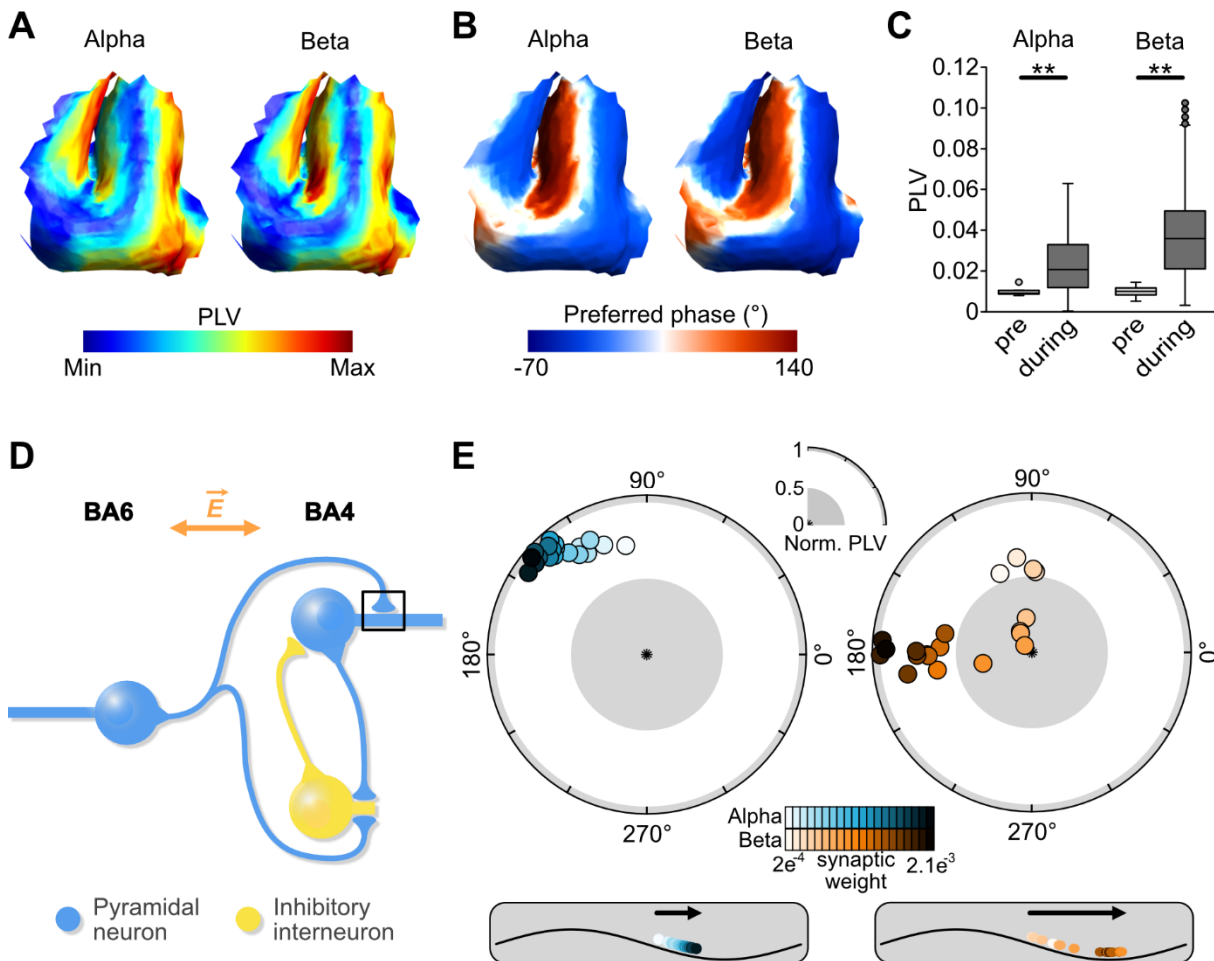 A
Alpha
Beta
PLV
Min
Max
B
Alpha
Beta
Preferred phase (°)
-70
140
C
Alpha
Beta
**
**
0.12
0.10
0.08
0.06
0.04
0.02
0
PLV
pre
during
pre
during
D
BA6
E
BA4
Pyramidal
neuron
Inhibitory
interneuron
E
90°
180°
0°
270°
1
0.5
0
Norm. PLV
90°
180°
0°
270°
Alpha
Beta
2e-4
synaptic
weight
2.1e-3